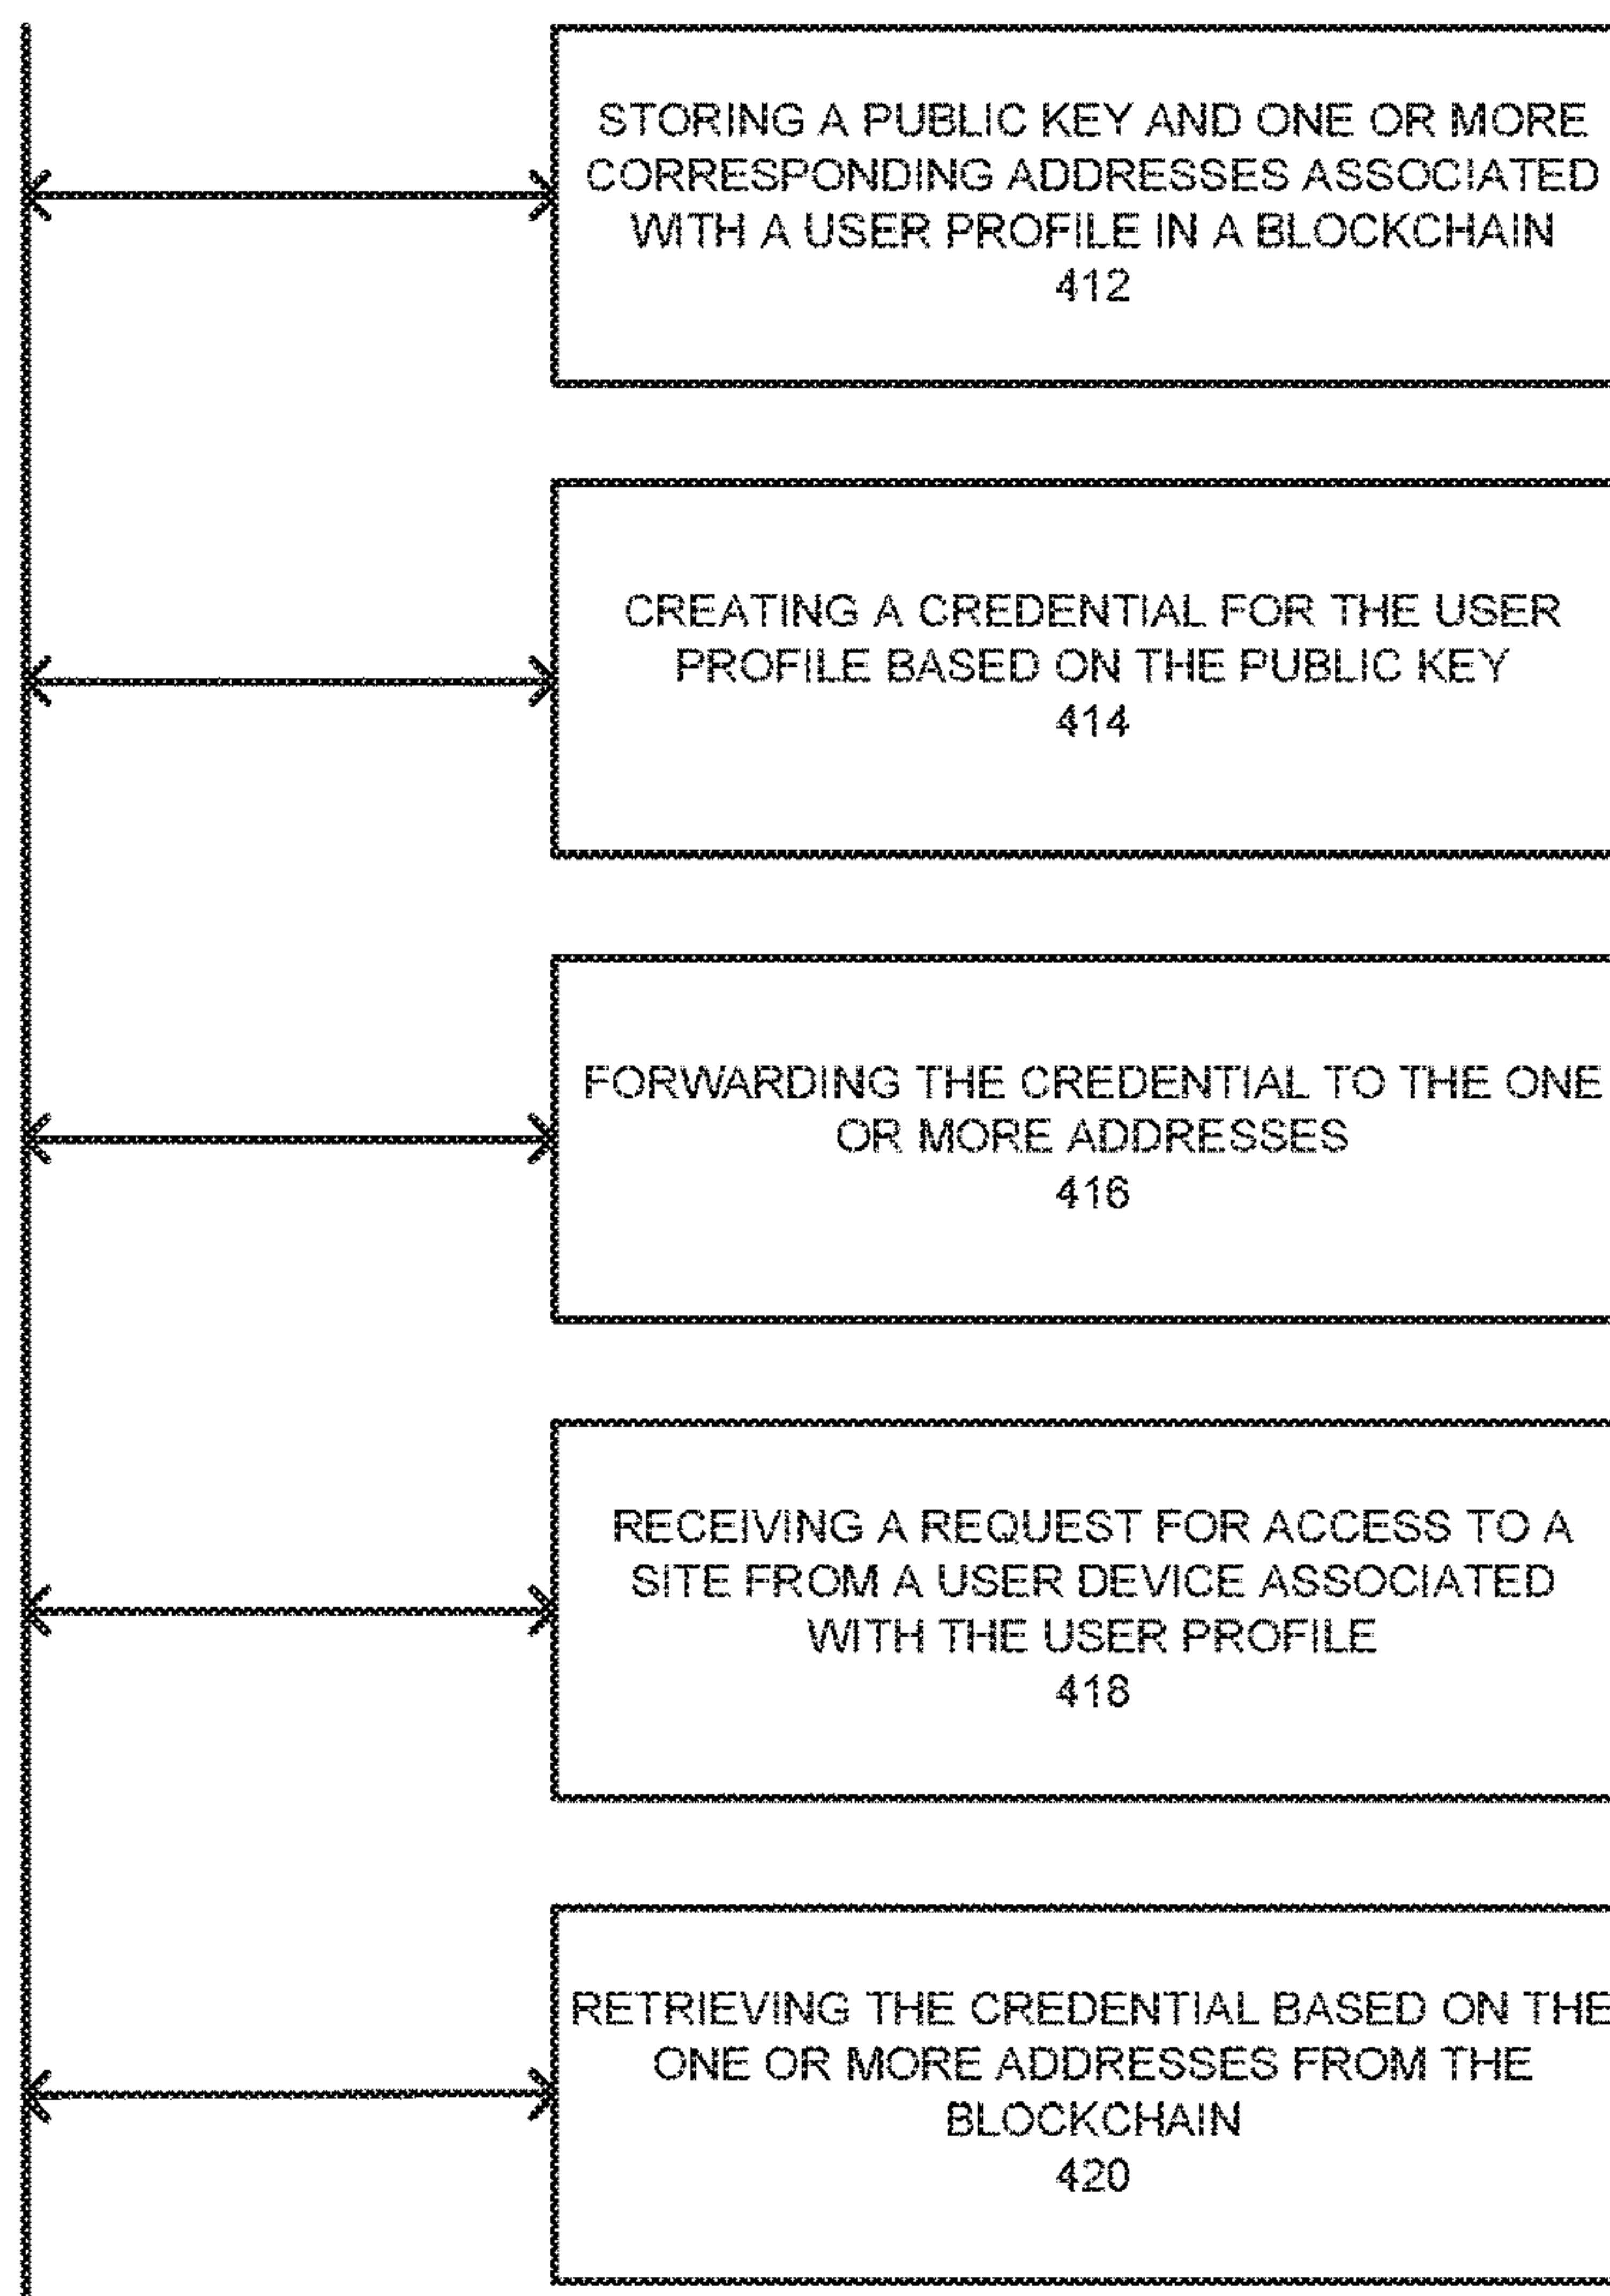 STORING A PUBLIC KEY AND ONE OR MORE
CORRESPONDING ADDRESSES ASSOCIATED
WITH A USER PROFILE IN A BLOCKCHAIN
412
CREATING A CREDENTIAL FOR THE USER
PROFILE BASED ON THE PUBLIC KEY
414
FORWARDING THE CREDENTIAL TO THE ONE
OR MORE ADDRESSES
416
RECEIVING A REQUEST FOR ACCESS TO A
SITE FROM A USER DEVICE ASSOCIATED
WITH THE USER PROFILE
418
RETRIEVING THE CREDENTIAL BASED ON THE
ONE OR MORE ADDRESSES FROM THE
BLOCKCHAIN
420